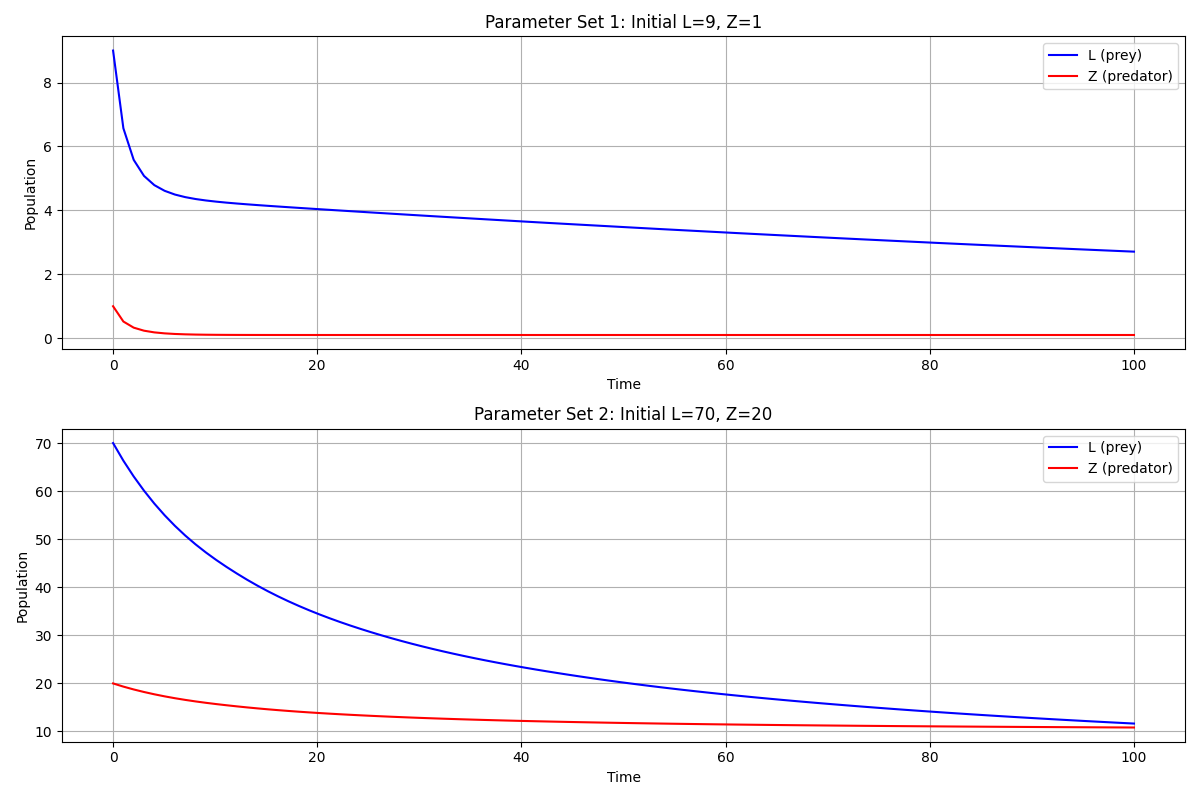 Parameter Set 1: Initial L=9, Z=1
L (prey)
Z (predator)
Population
8
6
4
2
0
0 20 40 60 80 100
Time
Parameter Set 2: Initial L=70, Z=20
L (prey)
Z (predator)
Population
70
60
50
40
30
20
10
0 20 40 60 80 100
Time